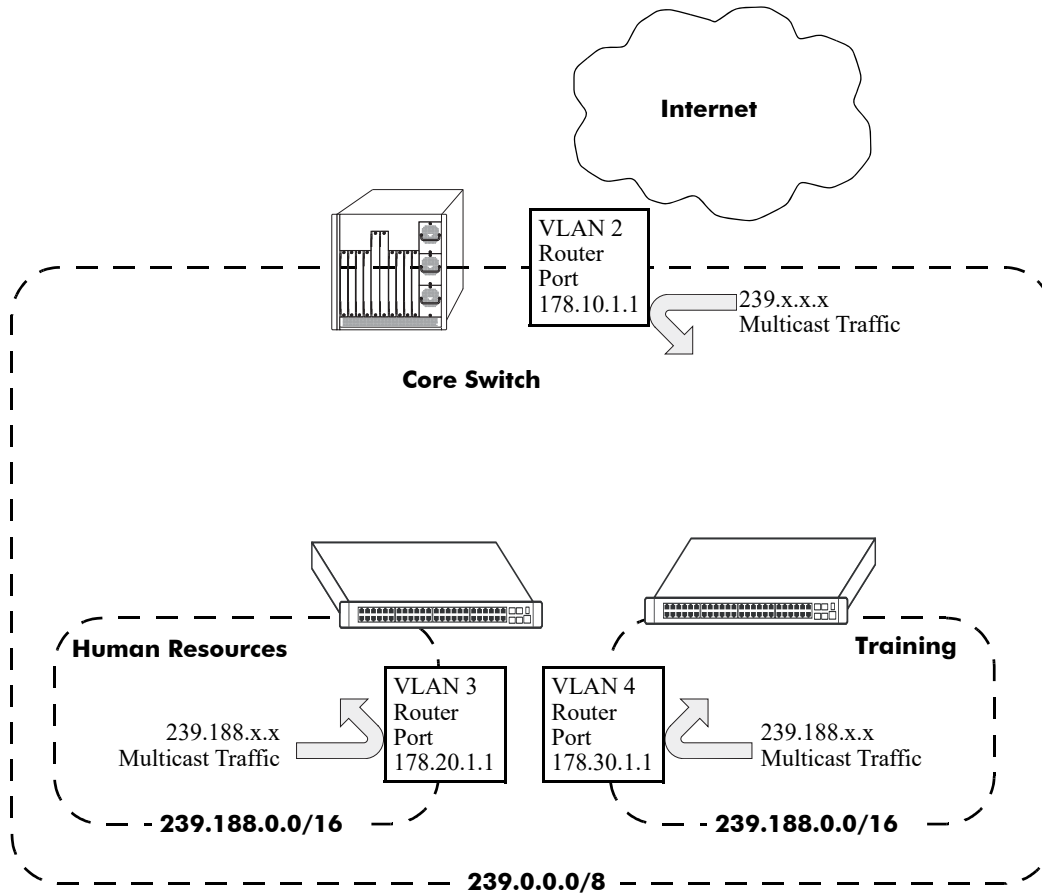 Internet
VLAN 2
Router
Port
178.10.1.1
239.x.x.x
Multicast Traffic
Core Switch
Human Resources
Training
VLAN 3
Router
Port
178.20.1.1
VLAN 4
Router
Port
178.30.1.1
239.188.x.x
Multicast Traffic
239.188.x.x
Multicast Traffic
239.188.0.0/16
239.188.0.0/16
239.0.0.0/8